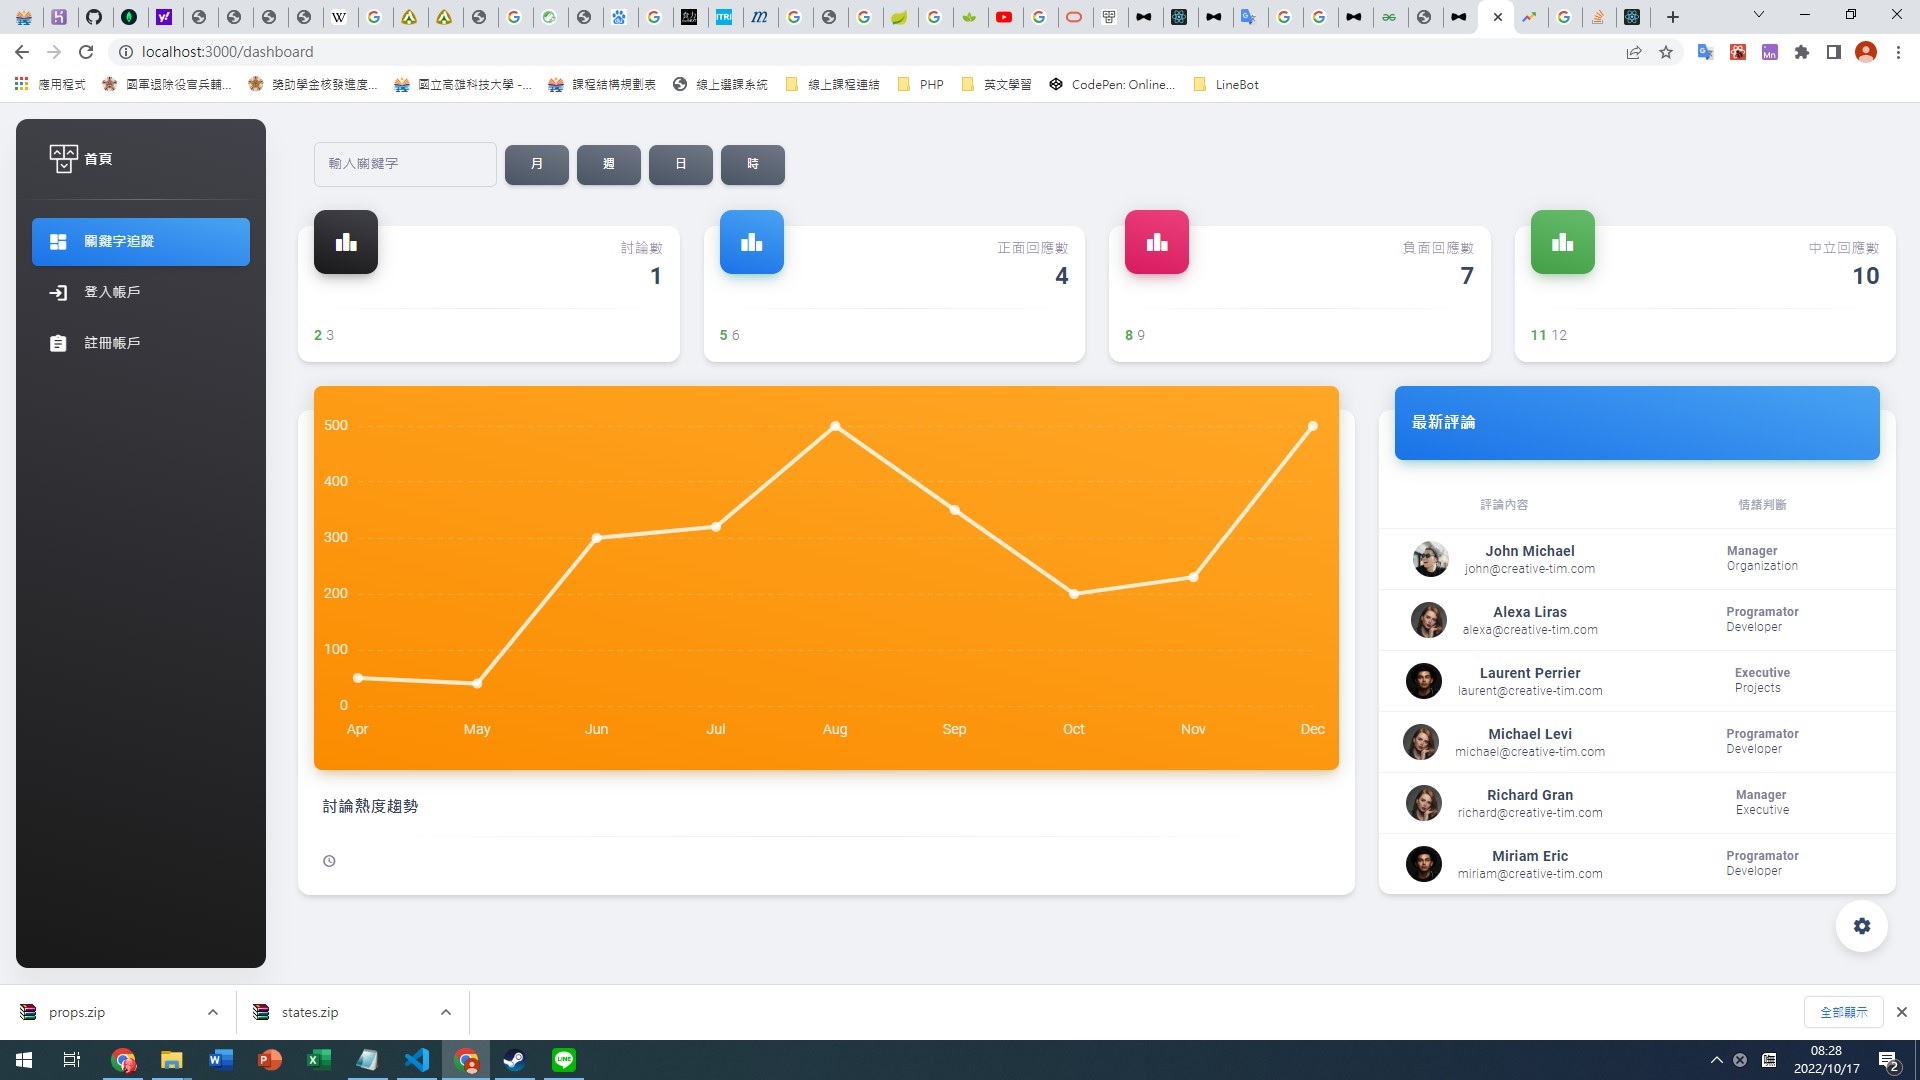 localhost:3000/dashboard
應用程式
國軍退除役官兵輔...
獎助學金核發進度...
國立高雄科技大學 -...
課程結構規劃表
線上選課系統
線上課程連結
PHP
英文學習
CodePen: Online...
LineBot
首頁
關鍵字追蹤
登入帳戶
註冊帳戶
輸入關鍵字
月
週
日
時
討論數
1
2 3
正面回應數
4
5 6
負面回應數
7
8 9
中立回應數
10
11 12
500
400
300
200
100
0
Apr May Jun Jul Aug Sep Oct Nov Dec
討論熱度趨勢
最新評論
評論內容 情緒判斷
John Michael
john@creative-tim.com
Manager
Organization
Alexa Liras
alexa@creative-tim.com
Programator
Developer
Laurent Perrier
laurent@creative-tim.com
Executive
Projects
Michael Levi
michael@creative-tim.com
Programator
Developer
Richard Gran
richard@creative-tim.com
Manager
Executive
Miriam Eric
miriam@creative-tim.com
Programator
Developer
props.zip
states.zip
全部顯示
08:28
2022/10/17
2